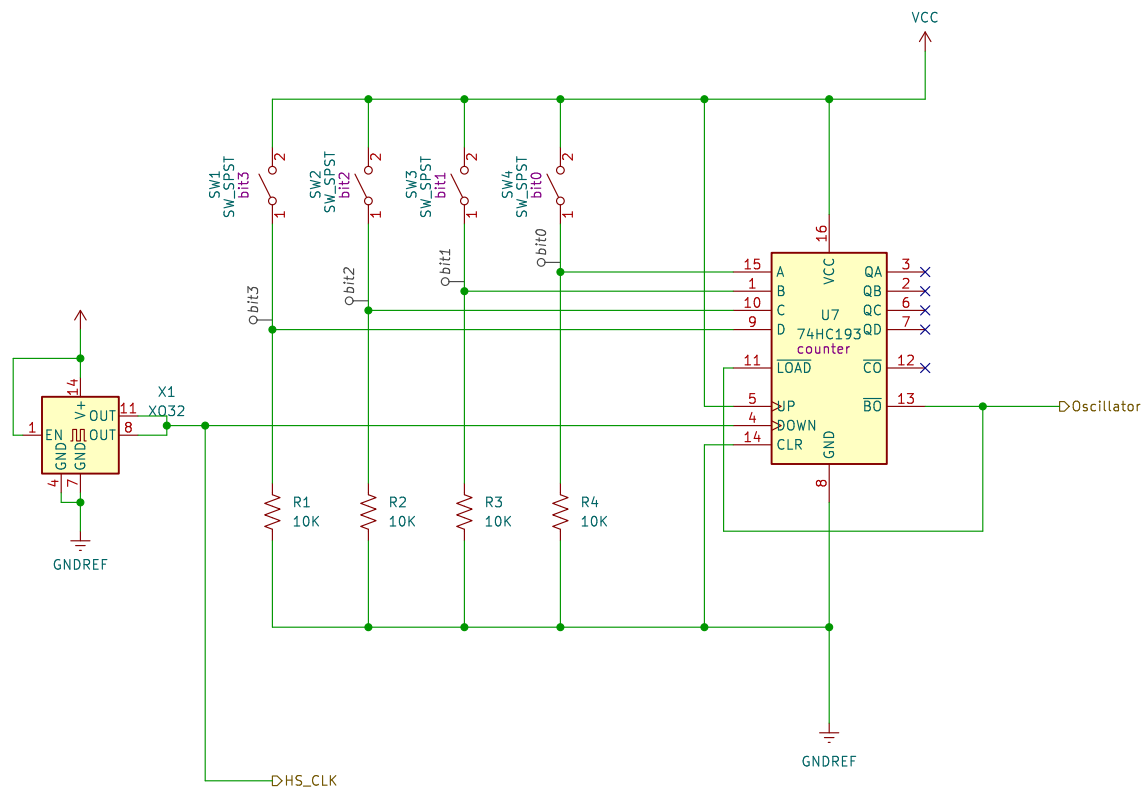 VCC
SW1
SW_SPST
bit3
2
1
SW2
SW_SPST
bit2
2
1
SW3
SW_SPST
bit1
2
1
SW4
SW_SPST
bit0
2
1
bit3
bit2
bit1
bit0
16
VCC
15 A
1 B
10 C
9 D
11 LOAD
5 UP
4 DOWN
14 CLR
U7
74HC193
counter
QA 3
QB 2
QC 6
QD 7
CO 12
BO 13
GND
8
Oscillator
X1
XO32
14
V+
OUT 11
OUT 8
1 EN
GND
GND
4
7
GNDREF
R1
10K
R2
10K
R3
10K
R4
10K
GNDREF
HS_CLK